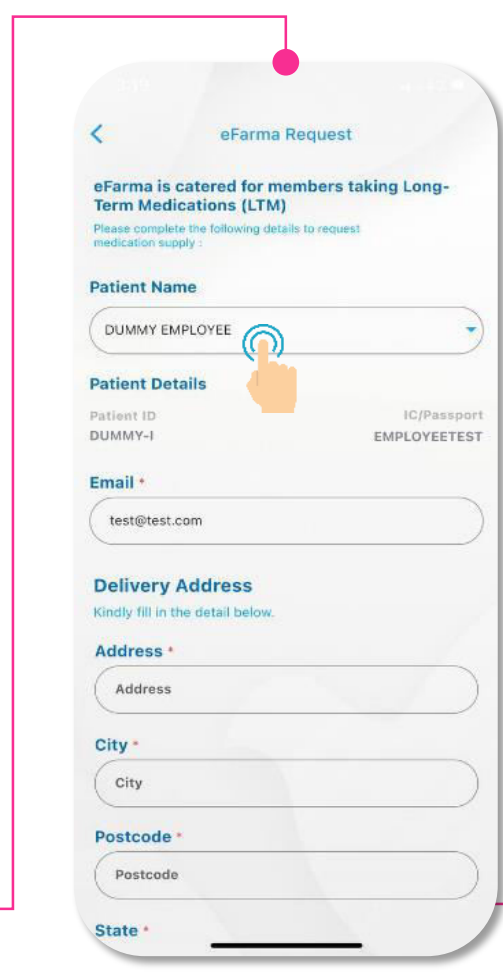 eFarma Request
eFarma is catered for members taking Long-
Term Medications (LTM)
Please complete the following details to request
medication supply :
Patient Name
DUMMY EMPLOYEE
Patient Details
Patient ID
IC/Passport
DUMMY-I
EMPLOYEETEST
Email *
test@test.com
Delivery Address
Kindly fill in the detail below.
Address *
Address
City *
City
Postcode *
Postcode
State *